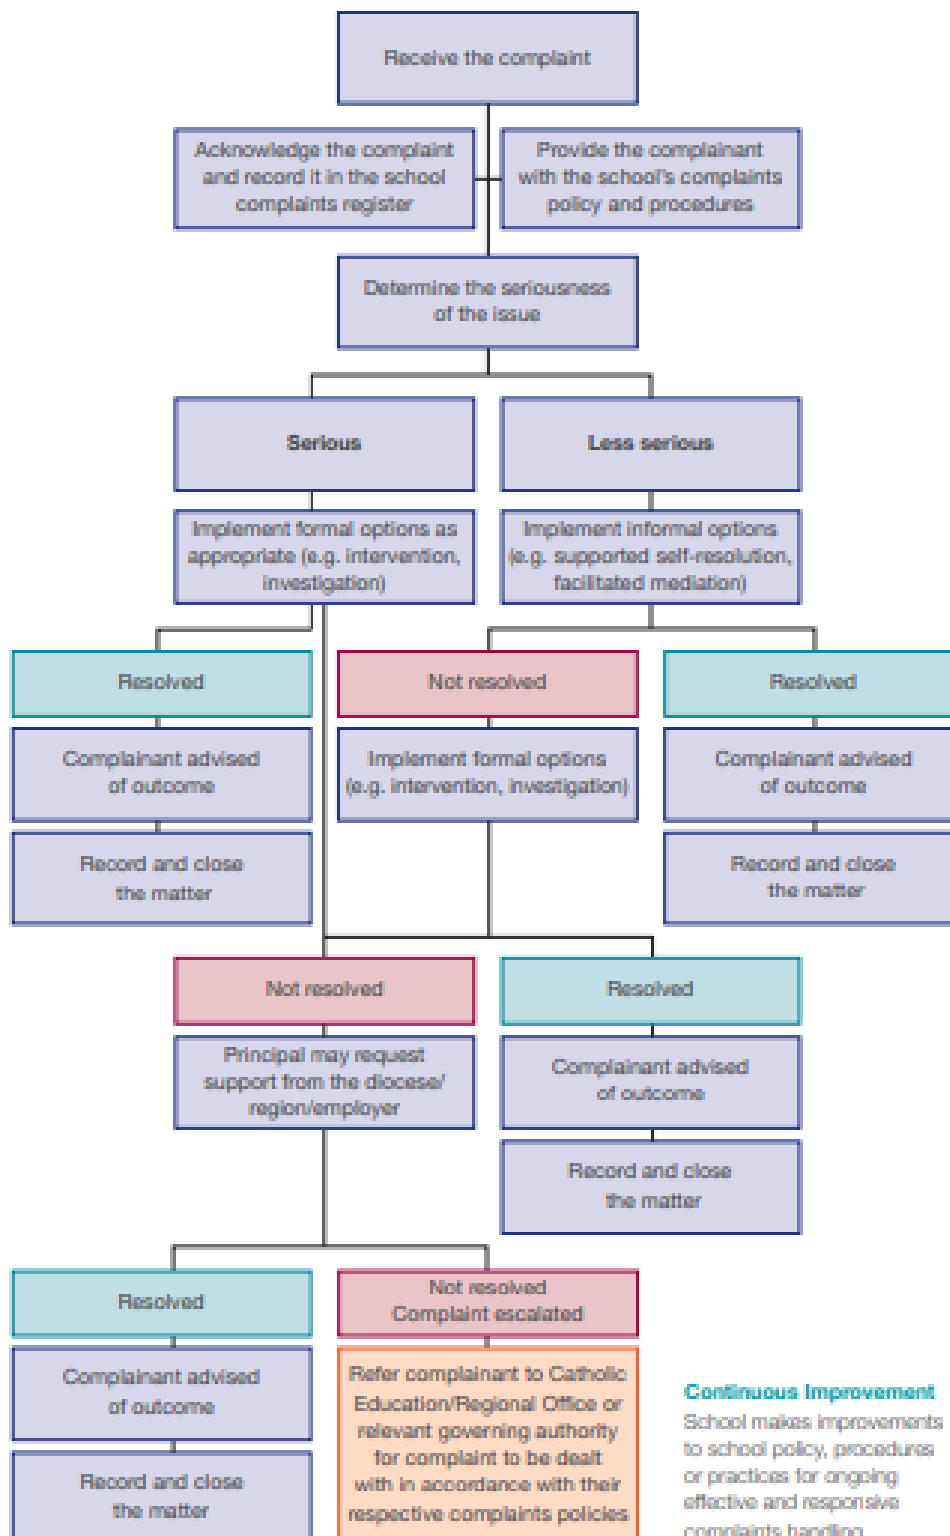 Receive the complaint
Acknowledge the complaint
and record it in the school
complaints register
Provide the complainant
with the school's complaints
policy and procedures
Determine the seriousness
of the issue
Serious
Less serious
Implement formal options as
appropriate (e.g. intervention,
investigation)
Implement informal options
(e.g. supported self-resolution,
facilitated mediation)
Resolved
Not resolved
Resolved
Complainant advised
of outcome
Implement formal options
(e.g. intervention, investigation)
Complainant advised
of outcome
Record and close
the matter
Record and close
the matter
Not resolved
Resolved
Principal may request
support from the diocese/
region/employer
Complainant advised
of outcome
Record and close
the matter
Resolved
Not resolved
Complaint escalated
Complainant advised
of outcome
Record and close
the matter
Refer complainant to Catholic
Education/Regional Office or
relevant governing authority
for complaint to be dealt
with in accordance with their
respective complaints policies
Continuous Improvement
School makes improvements
to school policy, procedures
or practices for ongoing
effective and responsive
complaints handling